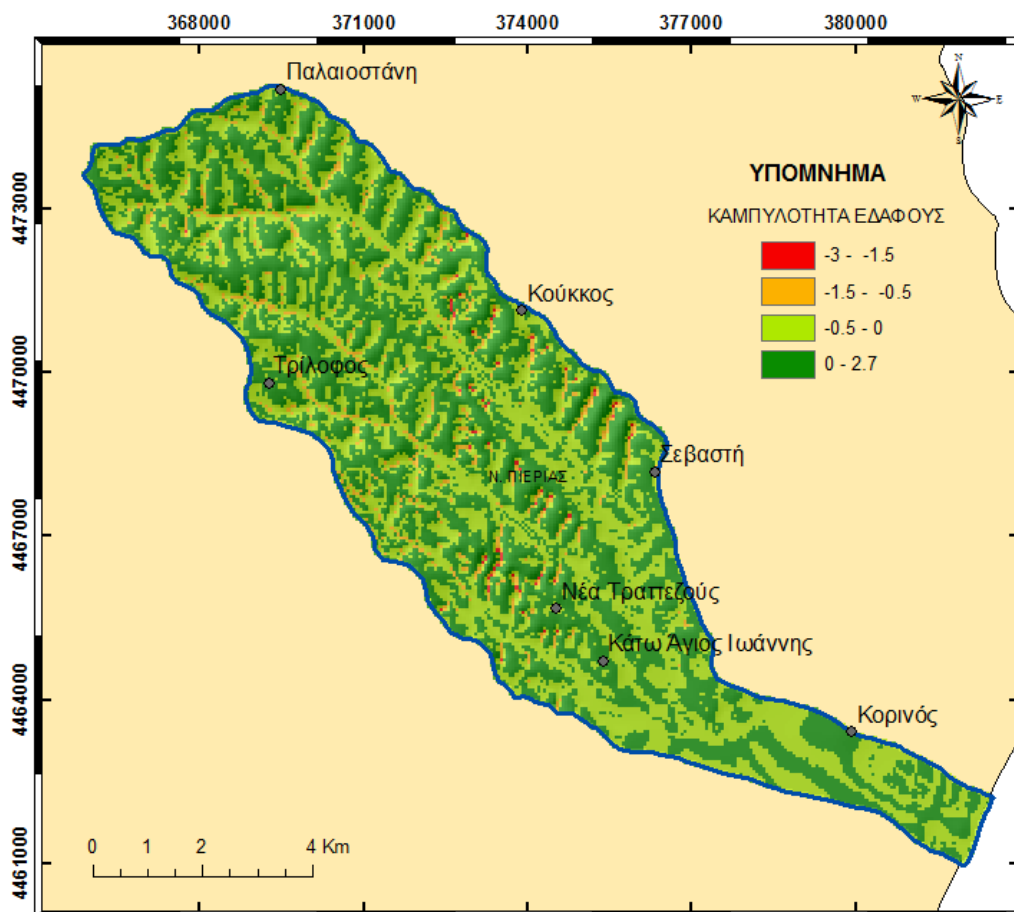 368000 371000 374000 377000 380000
Παλαιοστάνη
N
W E
S
4473000
ΥΠΟΜΝΗΜΑ
ΚΑΜΠΥΛΟΤΗΤΑ ΕΔΑΦΟΥΣ
-3 - -1.5
-1.5 - -0.5
-0.5 - 0
0 - 2.7
Κούκκος
4470000
Τρίλοφος
Σεβαστή
Ν. ΠΙΕΡΙΑΣ
4467000
Νέα Τραπεζούς
Κάτω Άγιος Ιωάννης
4464000
Κορινός
0 1 2 4 Km
4461000